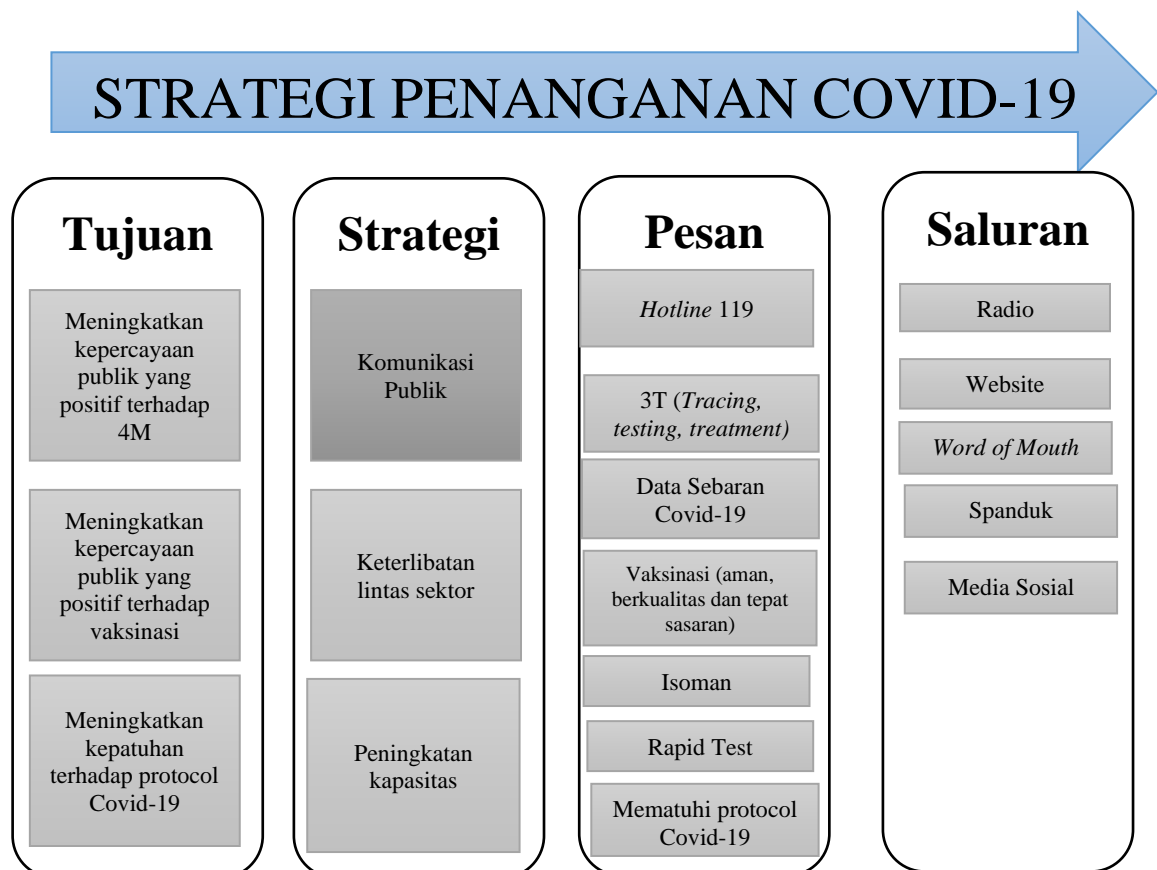 STRATEGI PENANGANAN COVID-19
Tujuan
Meningkatkan
kepercayaan
publik yang
positif terhadap
4M
Meningkatkan
kepercayaan
publik yang
positif terhadap
vaksinasi
Meningkatkan
kepatuhan
terhadap protocol
Covid-19
Strategi
Komunikasi
Publik
Keterlibatan
lintas sektor
Peningkatan
kapasitas
Pesan
Hotline 119
3T (Tracing,
testing, treatment)
Data Sebaran
Covid-19
Vaksinasi (aman,
berkualitas dan tepat
sasaran)
Isoman
Rapid Test
Mematuhi protocol
Covid-19
Saluran
Radio
Website
Word of Mouth
Spanduk
Media Sosial